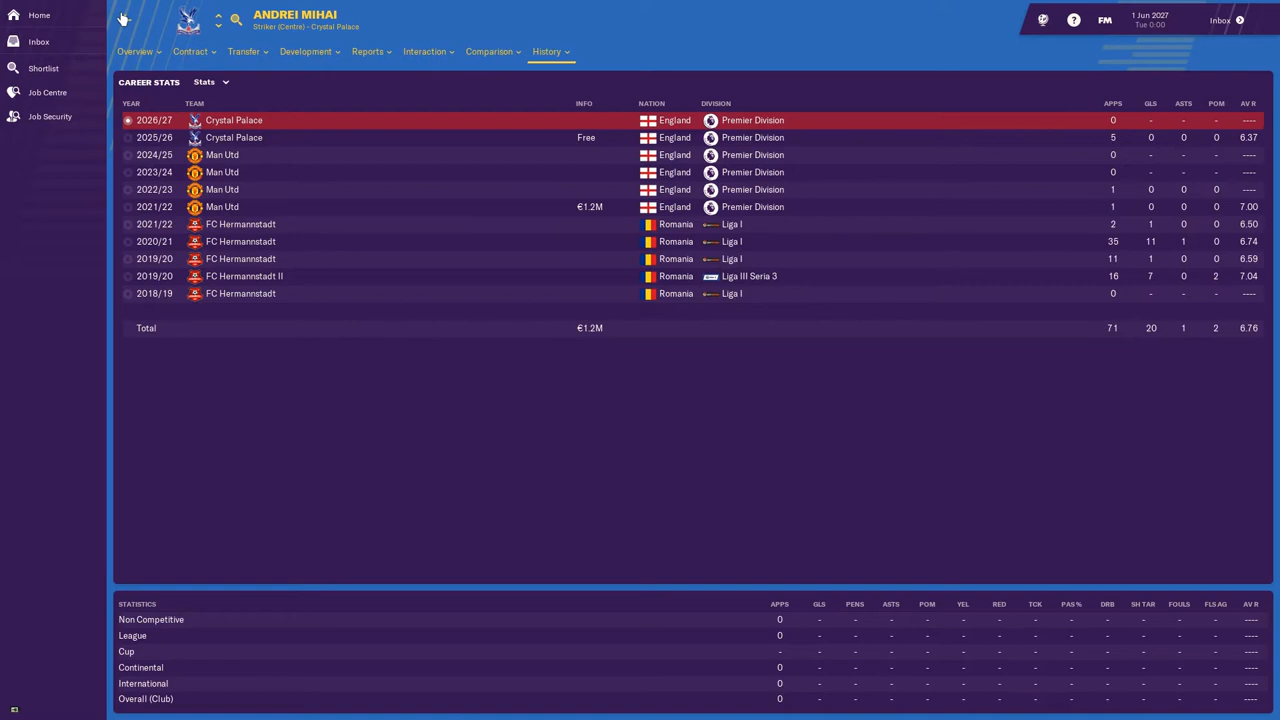 Home
Inbox
Shortlist
Job Centre
Job Security
ANDREI MIHAI
Striker (Centre) - Crystal Palace
? FM 1 Jun 2027 Tue 0:00 Inbox
Overview Contract Transfer Development Reports Interaction Comparison History
CAREER STATS Stats
YEAR TEAM INFO NATION DIVISION APPS GLS ASTS POM AV R
2026/27 Crystal Palace England Premier Division 0 - - - ----
2025/26 Crystal Palace Free England Premier Division 5 0 0 0 6.37
2024/25 Man Utd England Premier Division 0 - - - ----
2023/24 Man Utd England Premier Division 0 - - - ----
2022/23 Man Utd England Premier Division 1 0 0 0 ----
2021/22 Man Utd €1.2M England Premier Division 1 0 0 0 7.00
2021/22 FC Hermannstadt Romania Liga I 2 1 0 0 6.50
2020/21 FC Hermannstadt Romania Liga I 35 11 1 0 6.74
2019/20 FC Hermannstadt Romania Liga I 11 1 0 0 6.59
2019/20 FC Hermannstadt II Romania Liga III Seria 3 16 7 0 2 7.04
2018/19 FC Hermannstadt Romania Liga I 0 - - - ----
Total €1.2M 71 20 1 2 6.76
STATISTICS APPS GLS PENS ASTS POM YEL RED TCK PAS % DRB SH TAR FOULS FLS AG AV R
Non Competitive 0 - - - - - - - - - - - - ----
League 0 - - - - - - - - - - - - ----
Cup - - - - - - - - - - - - - ----
Continental 0 - - - - - - - - - - - - ----
International 0 - - - - - - - - - - - - ----
Overall (Club) 0 - - - - - - - - - - - - ----